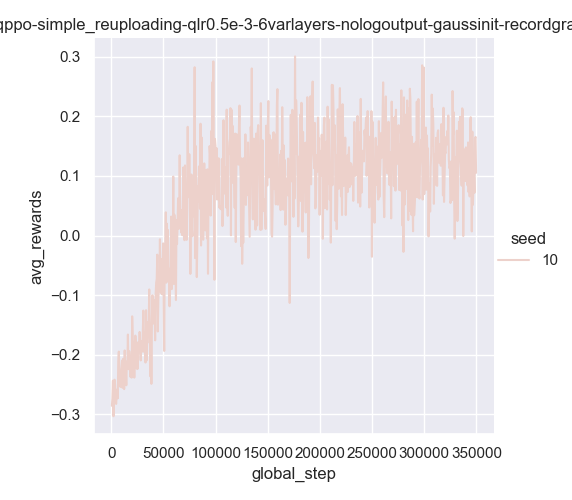 qppo-simple_reuploading-qlr0.5e-3-6varlayers-nologoutput-gaussinit-recordgra
0.3
0.2
0.1
0.0
−0.1
−0.2
−0.3
avg_rewards
0 50000 100000 150000 200000 250000 300000 350000
global_step
seed
10